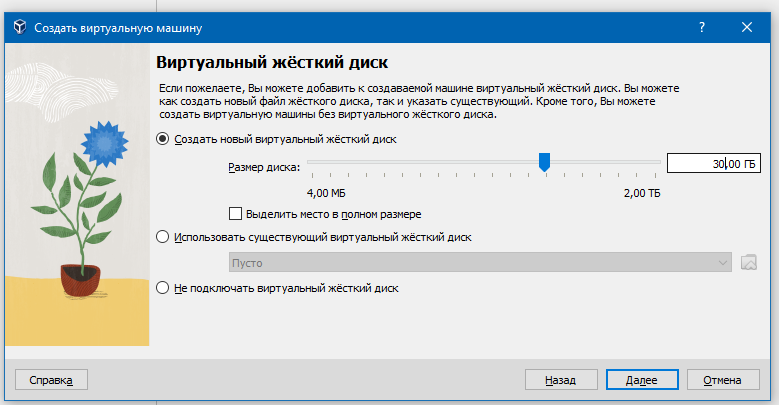 Создать виртуальную машину
?
Виртуальный жёсткий диск
Если пожелаете, Вы можете добавить к создаваемой машине виртуальный жёсткий диск. Вы можете
как создать новый файл жёсткого диска, так и указать существующий. Кроме того, Вы можете
создать виртуальную машины без виртуального жёсткого диска.
Создать новый виртуальный жёсткий диск
Размер диска:
30,00 ГБ
4,00 МБ
2,00 ТБ
Выделить место в полном размере
Использовать существующий виртуальный жёсткий диск
Пусто
Не подключать виртуальный жёсткий диск
Справка
Назад
Далее
Отмена